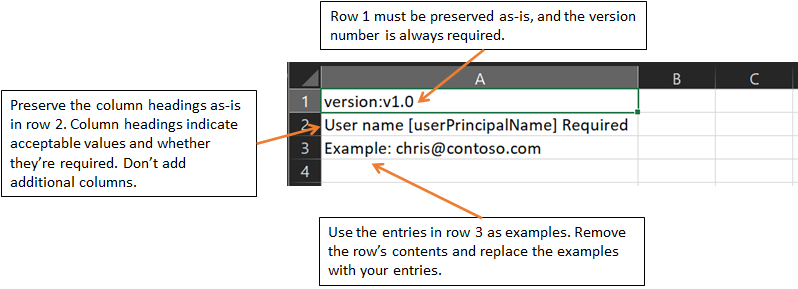 Row 1 must be preserved as-is, and the version
number is always required.
Preserve the column headings as-is
in row 2. Column headings indicate
acceptable values and whether
they're required. Don't add
additional columns.
A B C
1 version:v1.0
2 User name [userPrincipalName] Required
3 Example: chris@contoso.com
4
Use the entries in row 3 as examples. Remove
the row's contents and replace the examples
with your entries.